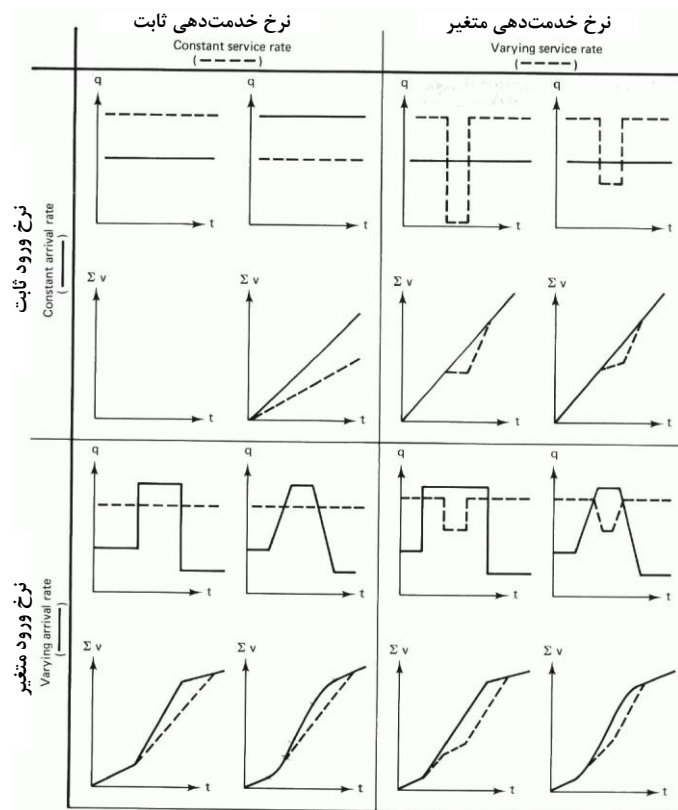 نرخ خدمت‌دهی ثابت
Constant service rate
(-----)
نرخ خدمت‌دهی متغیر
Varying service rate
(-----)
نرخ ورود ثابت
Constant arrival rate
(——)
q
t
q
t
q
t
q
t
Σ v
t
Σ v
t
Σ v
t
Σ v
t
نرخ ورود متغیر
Varying arrival rate
(——)
q
t
q
t
q
t
q
t
Σ v
t
Σ v
t
Σ v
t
Σ v
t